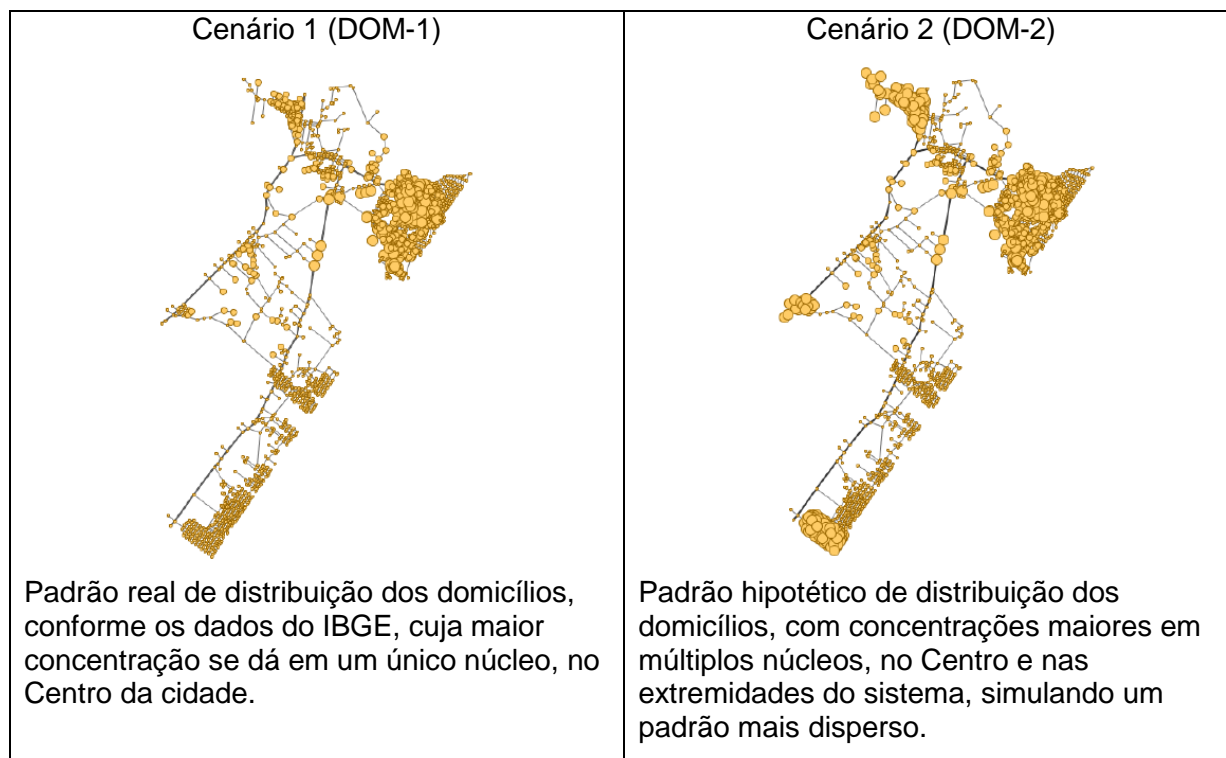 Cenário 1 (DOM-1)
Padrão real de distribuição dos domicílios,
conforme os dados do IBGE, cuja maior
concentração se dá em um único núcleo, no
Centro da cidade.
Cenário 2 (DOM-2)
Padrão hipotético de distribuição dos
domicílios, com concentrações maiores em
múltiplos núcleos, no Centro e nas
extremidades do sistema, simulando um
padrão mais disperso.